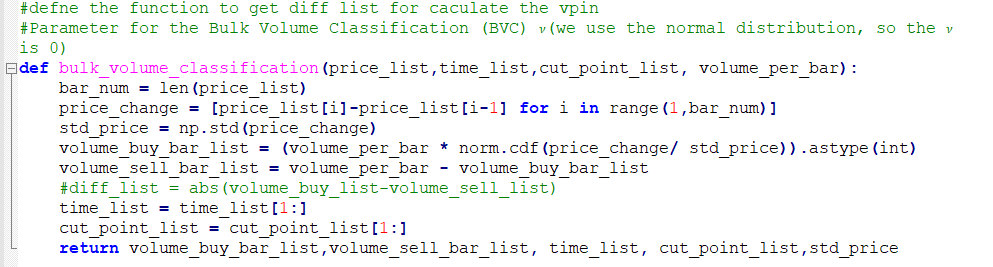 #defne the function to get diff list for caculate the vpin
#Parameter for the Bulk Volume Classification (BVC) ν(we use the normal distribution, so the ν
is 0)
def bulk_volume_classification(price_list,time_list,cut_point_list, volume_per_bar):
    bar_num = len(price_list)
    price_change = [price_list[i]-price_list[i-1] for i in range(1,bar_num)]
    std_price = np.std(price_change)
    volume_buy_bar_list = (volume_per_bar * norm.cdf(price_change/ std_price)).astype(int)
    volume_sell_bar_list = volume_per_bar - volume_buy_bar_list
    #diff_list = abs(volume_buy_list-volume_sell_list)
    time_list = time_list[1:]
    cut_point_list = cut_point_list[1:]
    return volume_buy_bar_list,volume_sell_bar_list, time_list, cut_point_list,std_price